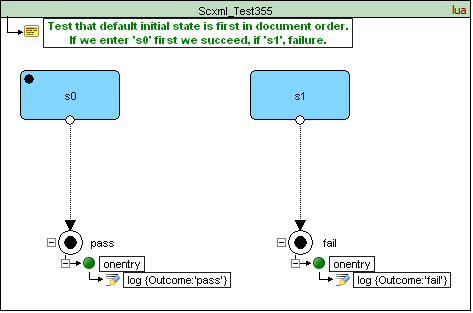 Scxml_Test355
lua
Test that default initial state is first in document order.
If we enter 's0' first we succeed, if 's1', failure.
s0
s1
pass
fail
onentry
onentry
log {Outcome:'pass'}
log {Outcome:'fail'}